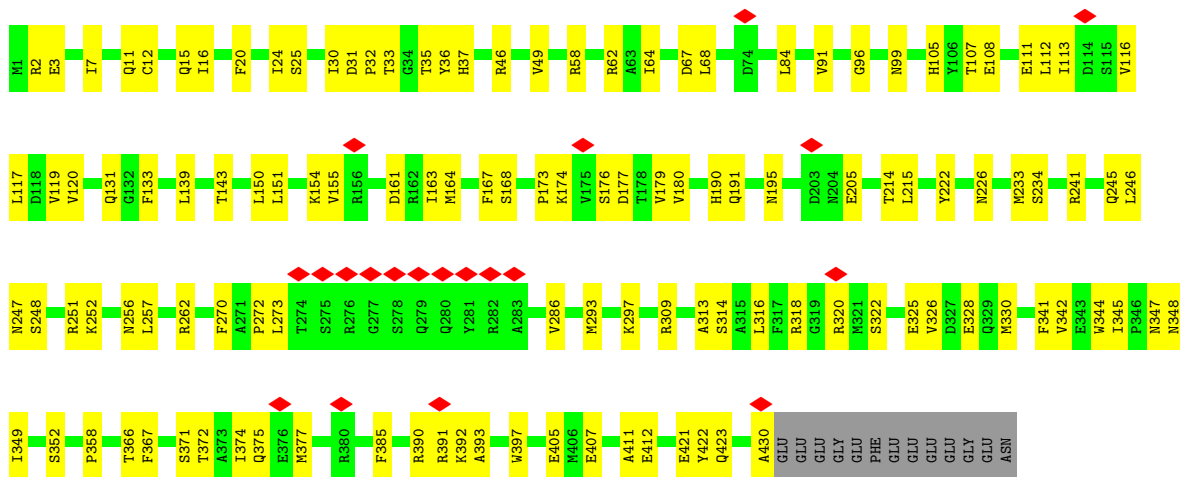 M1 R2 E3 I7 Q11 C12 Q15 I16 F20 I24 S25 I30 D31 P32 T33 G34 T35 Y36 H37 R46 V49 R58 R62 A63 I64 D67 L68 D74 L84 V91 G96 N99 H105 Y106 T107 E108 E111 L112 I113 D114 S115 V116
L117 D118 V119 V120 Q131 G132 F133 L139 T143 L150 L151 K154 V155 R156 D161 R162 I163 M164 F167 S168 P173 K174 V175 S176 D177 T178 V179 V180 H190 Q191 N195 D203 N204 E205 T214 L215 Y222 N226 M233 S234 R241 Q245 L246
N247 S248 R251 K252 N256 L257 R262 F270 A271 P272 L273 T274 S275 R276 G277 S278 Q279 Q280 Y281 R282 A283 V286 M293 K297 R309 A313 S314 A315 L316 F317 R318 G319 R320 M321 S322 E325 V326 D327 E328 Q329 M330 F341 V342 E343 W344 I345 P346 N347 N348
I349 S352 P358 T366 F367 S371 T372 A373 I374 Q375 E376 M377 R380 F385 R390 R391 K392 A393 W397 E405 M406 E407 A411 E412 E421 Y422 Q423 A430 GLU GLU GLU GLY GLU PHE GLU GLU GLU GLU GLY GLU ASN